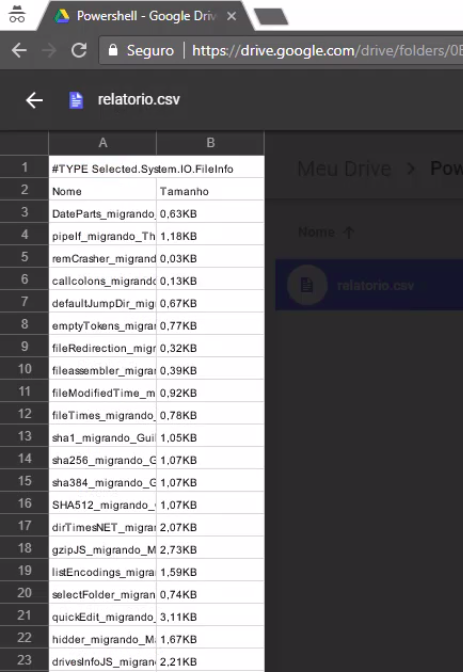 Powershell - Google Driv
Seguro
https://drive.google.com/drive/folders/0B
relatorio.csv
A B
1 #TYPE Selected.System.IO.FileInfo
2 Nome Tamanho
3 DateParts_migrando_ 0,63KB
4 pipeIf_migrando_Th 1,18KB
5 remCrasher_migrand 0,03KB
6 callcolons_migrando 0,13KB
7 defaultJumpDir_mig 0,67KB
8 emptyTokens_migrar 0,77KB
9 fileRedirection_migr 0,32KB
10 fileassembler_migrar 0,39KB
11 fileModifiedTime_m 0,92KB
12 fileTimes_migrando_ 0,78KB
13 sha1_migrando_Gui 1,05KB
14 sha256_migrando_G 1,07KB
15 sha384_migrando_G 1,07KB
16 SHA512_migrando_ 1,07KB
17 dirTimesNET_migrar 2,07KB
18 gzipJS_migrando_M 2,73KB
19 listEncodings_migra 1,59KB
20 selectFolder_migran 0,74KB
21 quickEdit_migrando_ 3,11KB
22 hidder_migrando_Ma 1,67KB
23 drivesInfoJS_migran 2,21KB
Meu Drive > Pow
Nome
relatorio.csv